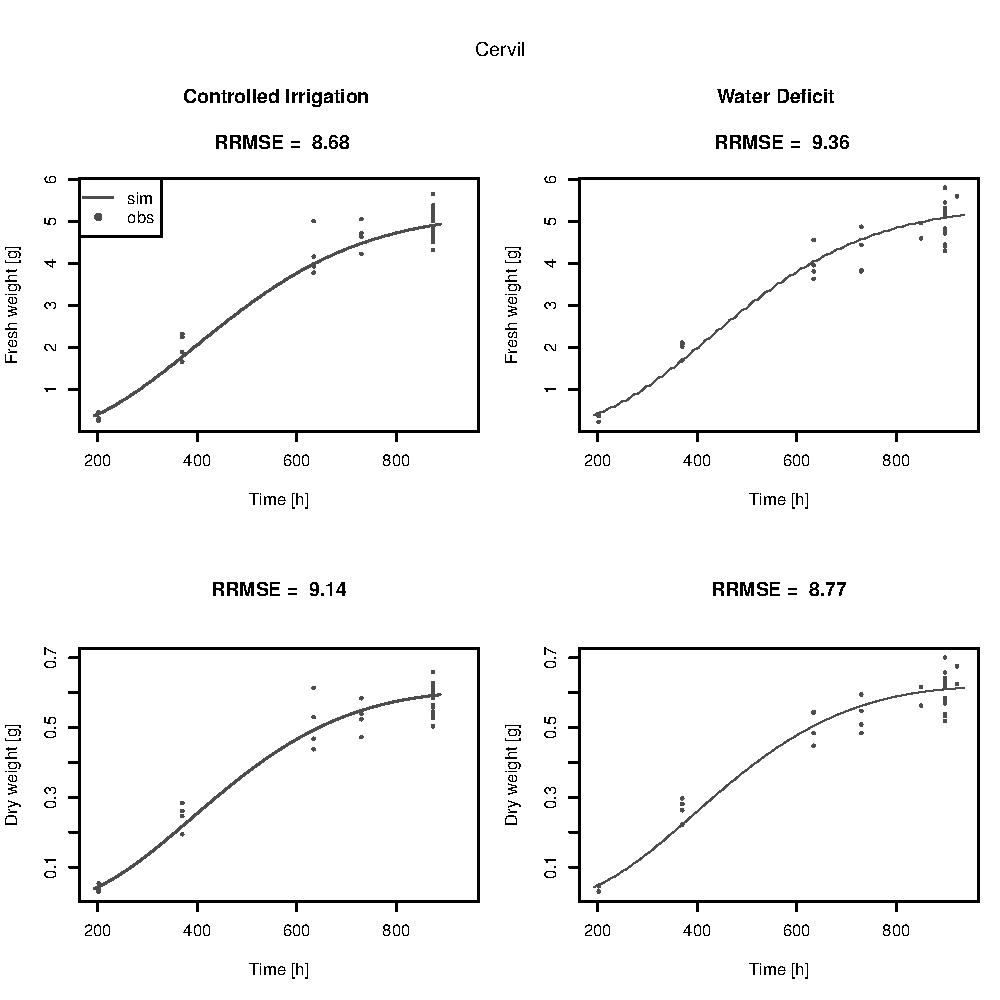 Cervil
Controlled Irrigation
RRMSE = 8.68
6
5
4
3
2
1
Fresh weight [g]
sim
obs
200 400 600 800
Time [h]
Water Deficit
RRMSE = 9.36
6
5
4
3
2
1
Fresh weight [g]
200 400 600 800
Time [h]
RRMSE = 9.14
0.7
0.5
0.3
0.1
Dry weight [g]
200 400 600 800
Time [h]
RRMSE = 8.77
0.7
0.5
0.3
0.1
Dry weight [g]
200 400 600 800
Time [h]